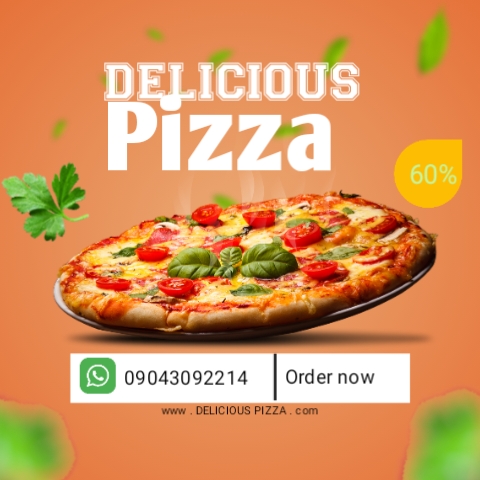 DELICIOUS
Pizza
60%
09043092214
Order now
www . DELICIOUS PIZZA . com